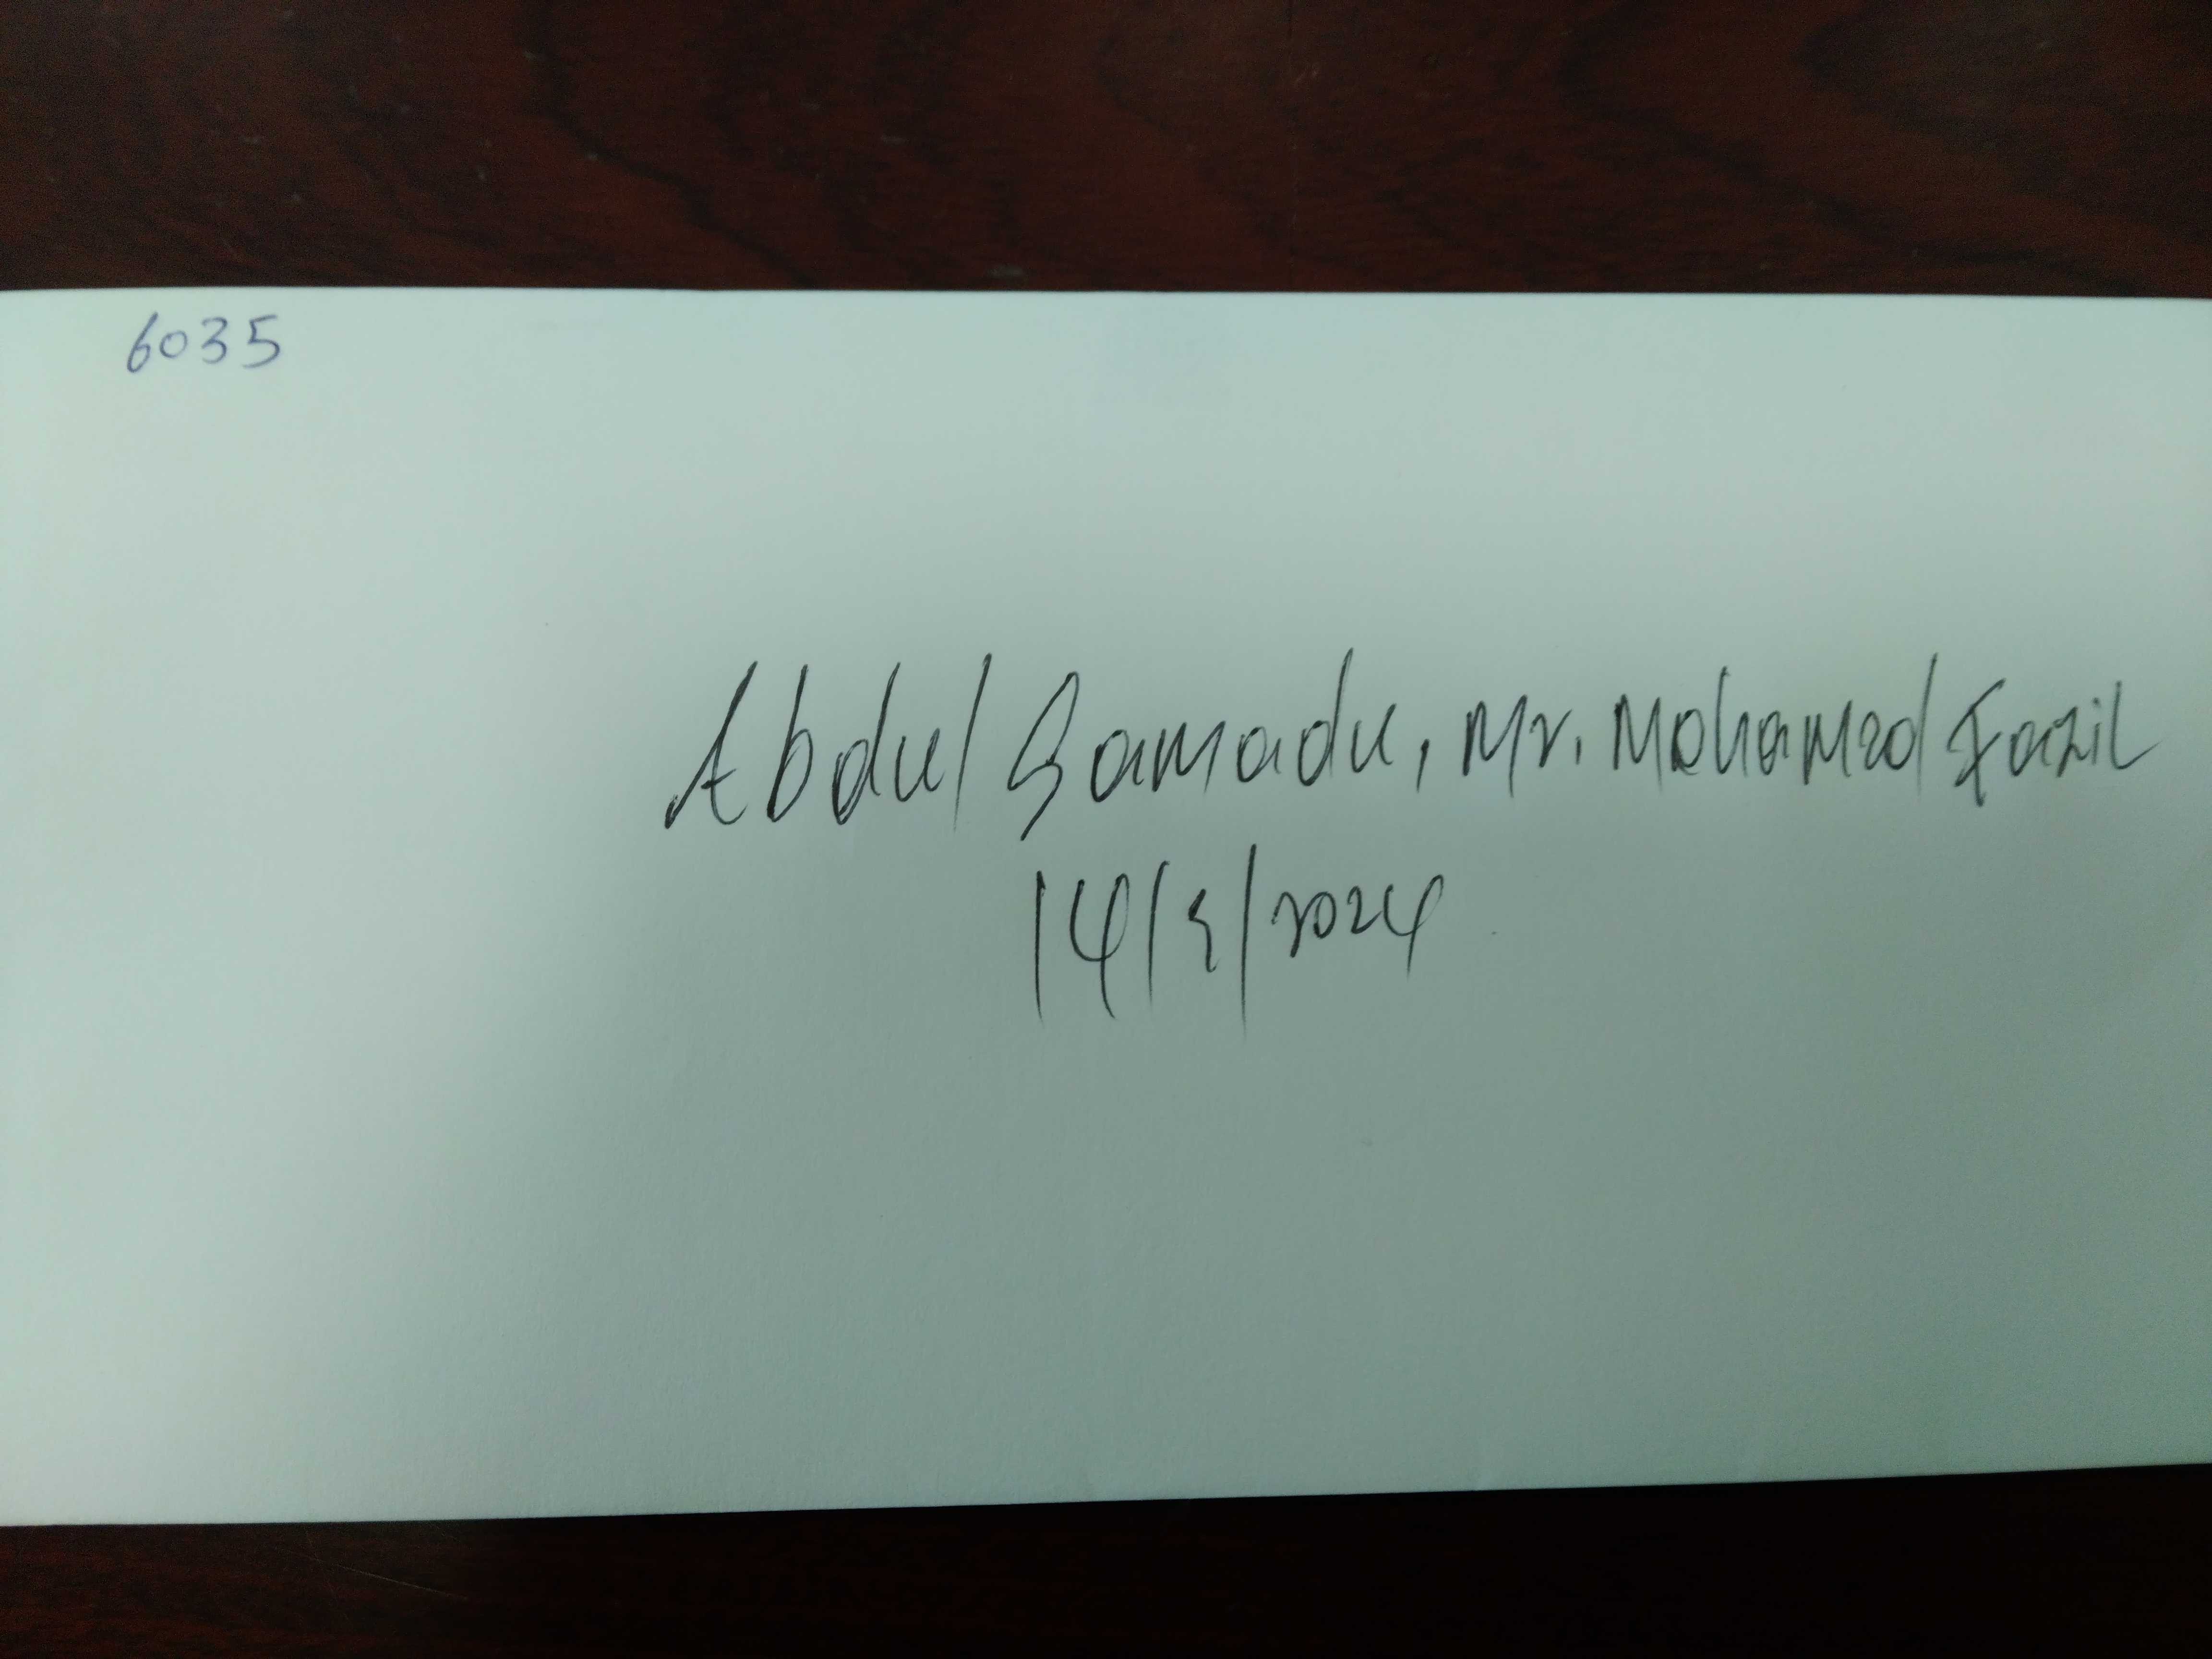 6035
Abdul Samadu, Mr. Mohamed Fazil
14/5/2024